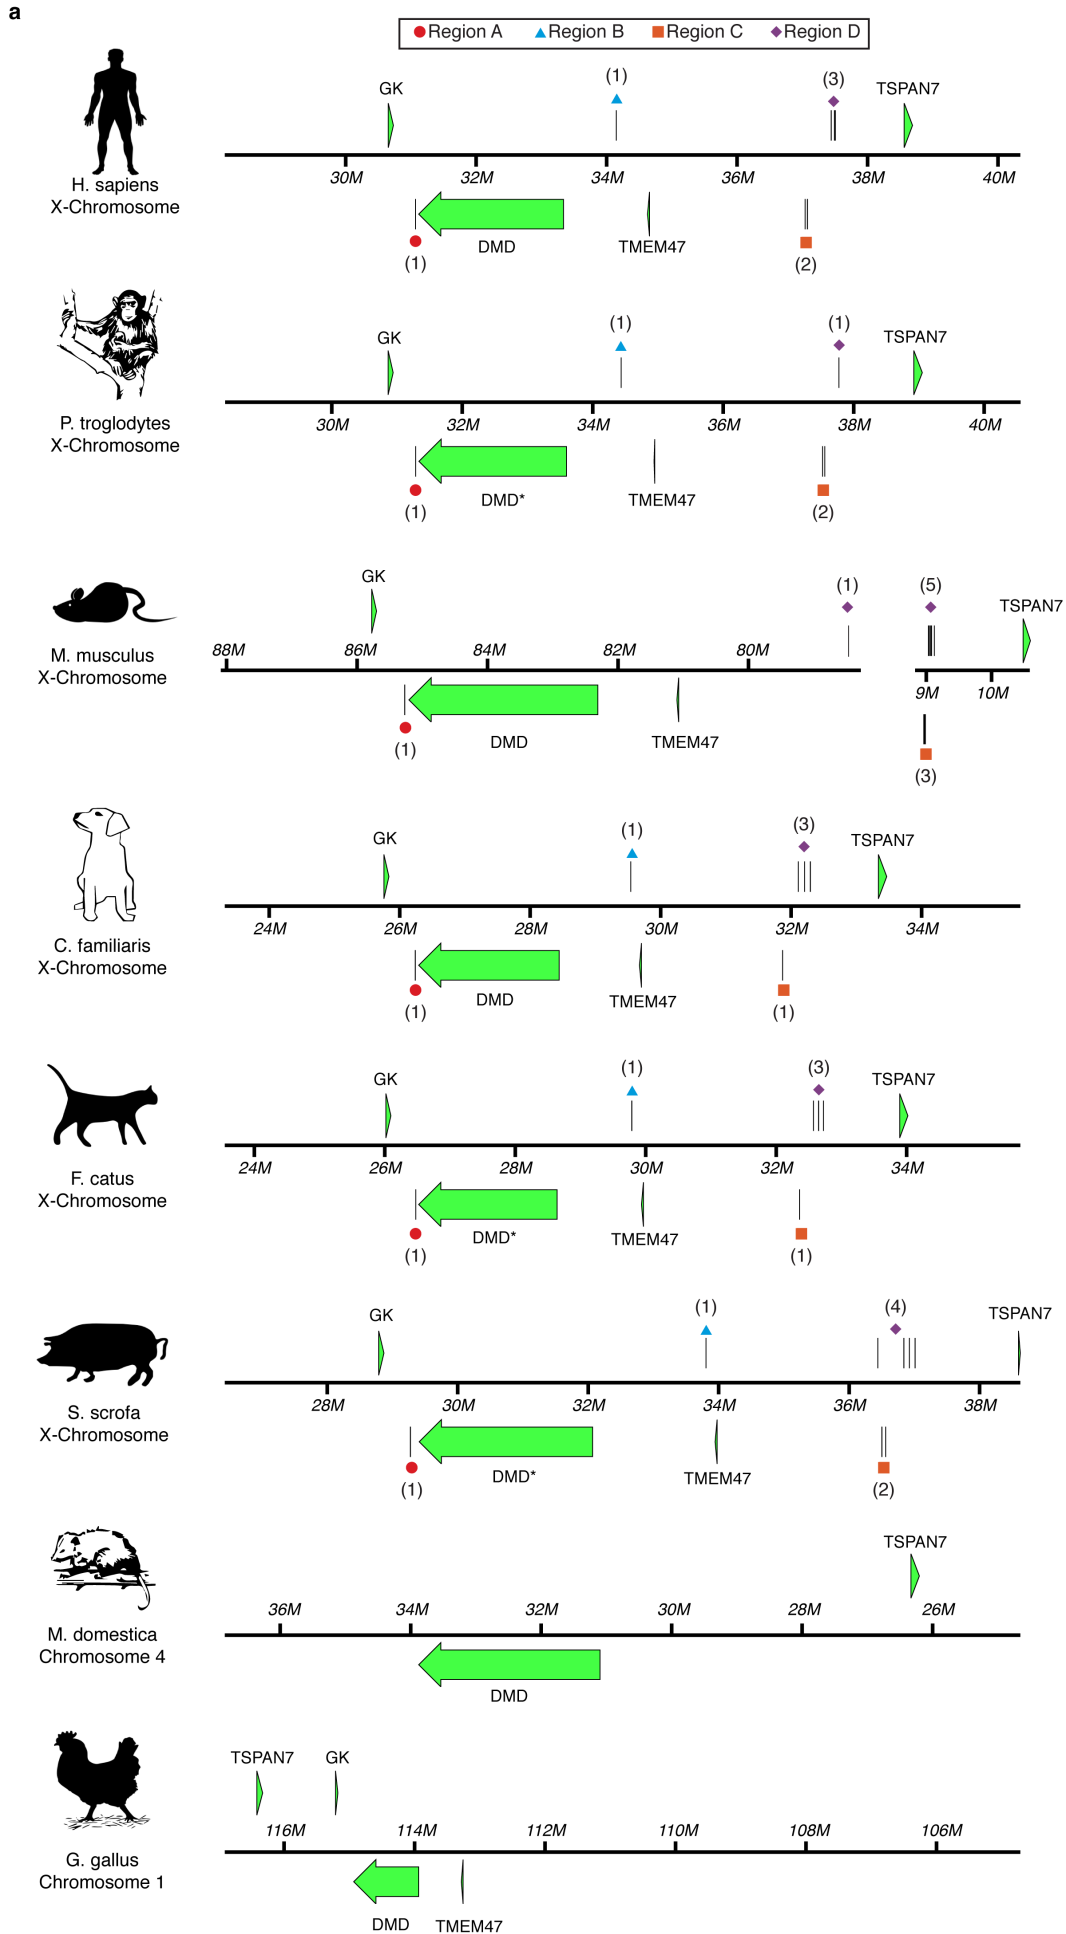 a
Region A Region B Region C Region D
(1) (3)
GK TSPAN7
30M 32M 34M 36M 38M 40M
H. sapiens
X-Chromosome
DMD TMEM47
(1) (2)
(1) (1)
GK TSPAN7
30M 32M 34M 36M 38M 40M
P. troglodytes
X-Chromosome
DMD* TMEM47
(1) (2)
GK (1) (5)
TSPAN7
88M 86M 84M 82M 80M
9M 10M
M. musculus
X-Chromosome
DMD TMEM47
(1) (3)
(1) (3)
GK TSPAN7
24M 26M 28M 30M 32M 34M
C. familiaris
X-Chromosome
DMD TMEM47
(1) (1)
(1) (3)
GK TSPAN7
24M 26M 28M 30M 32M 34M
F. catus
X-Chromosome
DMD* TMEM47
(1) (1)
(1) (4)
GK TSPAN7
28M 30M 32M 34M 36M 38M
S. scrofa
X-Chromosome
DMD* TMEM47
(1) (2)
TSPAN7
36M 34M 32M 30M 28M 26M
M. domestica
Chromosome 4
DMD
TSPAN7 GK
116M 114M 112M 110M 108M 106M
G. gallus
Chromosome 1
DMD TMEM47